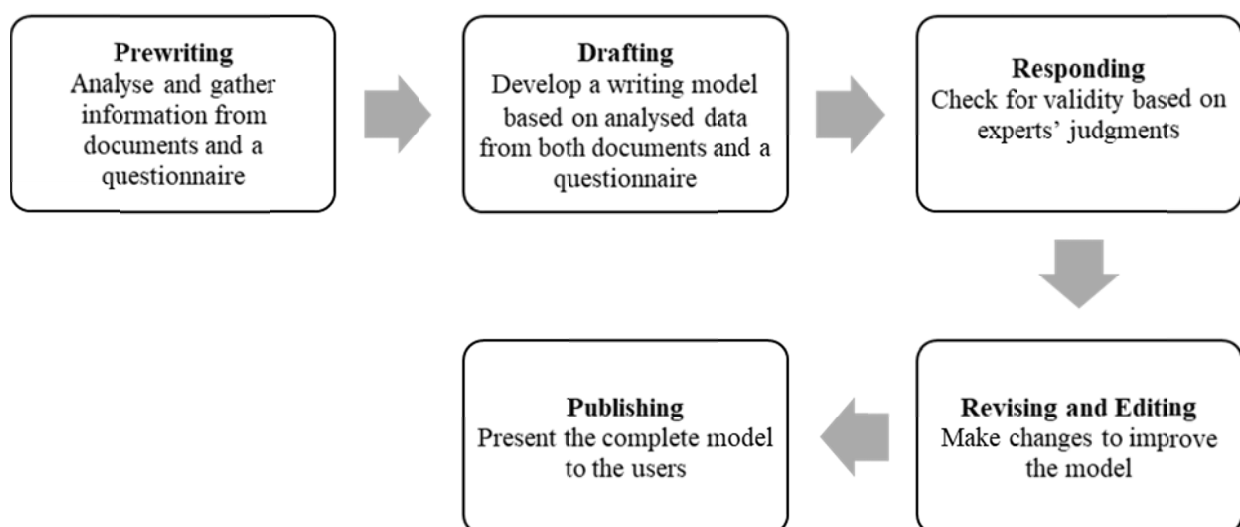 Prewriting
Analyse and gather
information from
documents and a
questionnaire
Drafting
Develop a writing model
based on analysed data
from both documents and a
questionnaire
Responding
Check for validity based on
experts’ judgments
Revising and Editing
Make changes to improve
the model
Publishing
Present the complete model
to the users